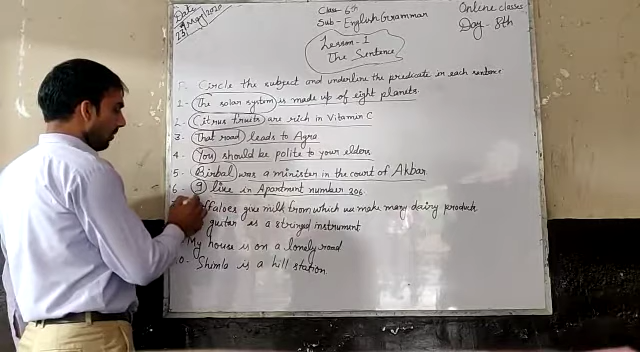 Date
23rd May 2020
Class 6th
Sub - English Grammar
Online classes
Day - 8th
Lesson - 1
The Sentence
Circle the subject and underline the predicate in each sentence
1 - The solar system is made up of eight planets.
2 - Citrus fruits are rich in Vitamin C
3 - That road leads to Agra
4 - You should be polite to your elders
5 - Birbal was a minister in the court of Akbar
6 - I live in Apartment number 206.
ffaloes give milk from which we make many dairy products
guitar is a stringed instrument
My house is on a lonely road
10 - Shimla is a hill station